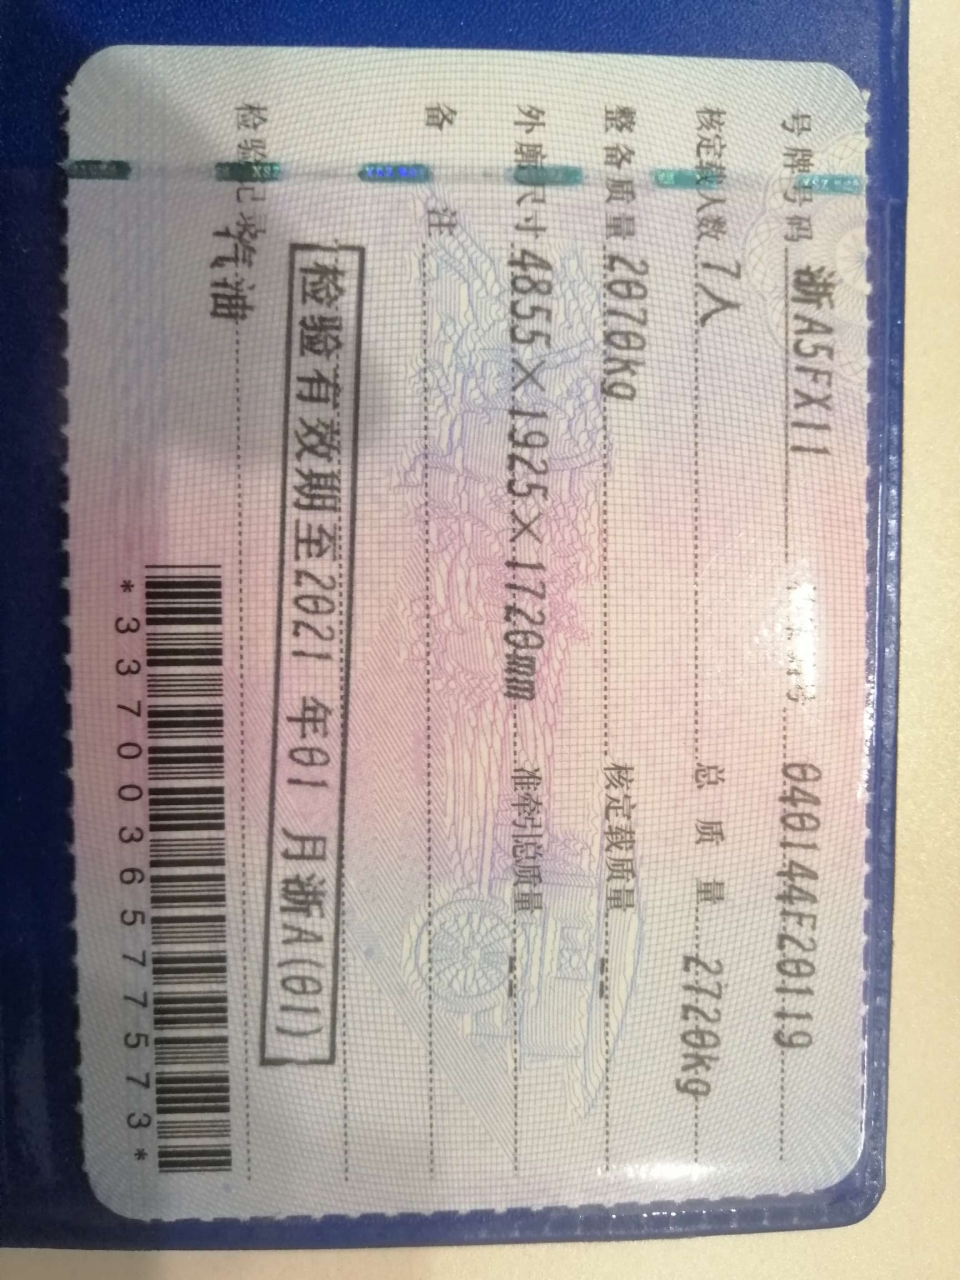 号牌号码 浙A5FX11 号 040144E20119
核定载人数 7人 总质量 2720kg
整备质量 2070kg 核定载质量 --
外廓尺寸 4855×1925×1720mm 准牵引总质量 --
备注
【检验有效期至2021 年01 月浙A(01)】
检验记录 汽油
*3370036577573*